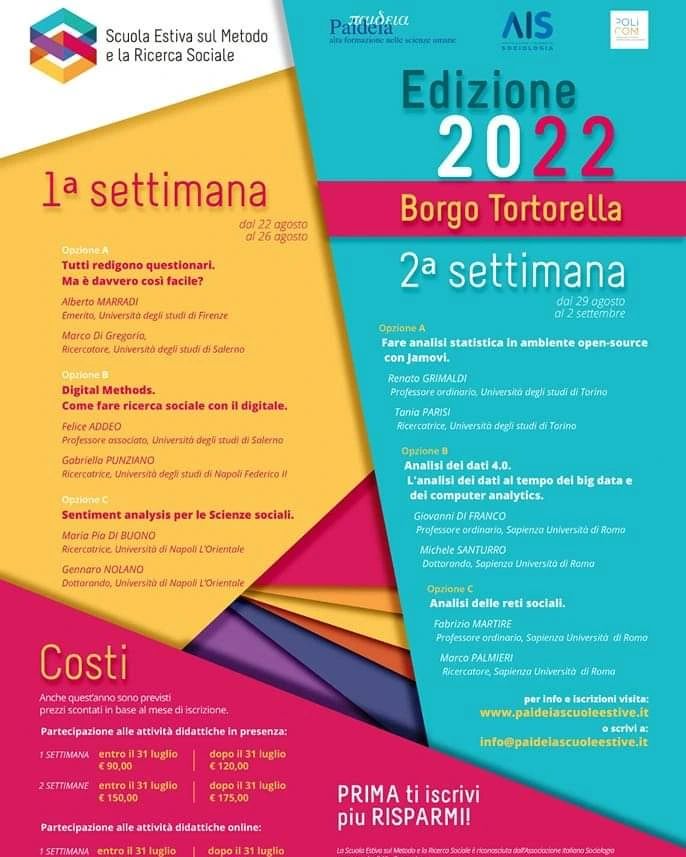 Scuola Estiva sul Metodo
e la Ricerca Sociale
παιδεια
Paideia
alta formazione nelle scienze umane
AIS
SOCIOLOGIA
POLI
COM
Edizione
2022
Borgo Tortorella
1a settimana
dal 22 agosto
al 26 agosto
Opzione A
Tutti redigono questionari.
Ma è davvero così facile?
Alberto MARRADI
Emerito, Università degli studi di Firenze
Marco Di Gregorio,
Ricercatore, Università degli studi di Salerno
Opzione B
Digital Methods.
Come fare ricerca sociale con il digitale.
Felice ADDEO
Professore associato, Università degli studi di Salerno
Gabriella PUNZIANO
Ricercatrice, Università degli studi di Napoli Federico II
Opzione C
Sentiment analysis per le Scienze sociali.
Maria Pia DI BUONO
Ricercatrice, Università di Napoli L'Orientale
Gennaro NOLANO
Dottorando, Università di Napoli L'Orientale
2a settimana
dal 29 agosto
al 2 settembre
Opzione A
Fare analisi statistica in ambiente open-source
con Jamovi.
Renato GRIMALDI
Professore ordinario, Università degli studi di Torino
Tania PARISI
Ricercatrice, Università degli studi di Torino
Opzione B
Analisi dei dati 4.0.
L'analisi dei dati al tempo dei big data e
dei computer analytics.
Giovanni DI FRANCO
Professore ordinario, Sapienza Università di Roma
Michele SANTURRO
Dottorando, Sapienza Università di Roma
Opzione C
Analisi delle reti sociali.
Fabrizio MARTIRE
Professore ordinario, Sapienza Università di Roma
Marco PALMIERI
Ricercatore, Sapienza Università di Roma
per info e iscrizioni visita:
www.paideiascuoleestive.it
o scrivi a:
info@paideiascuoleestive.it
Costi
Anche quest'anno sono previsti
prezzi scontati in base al mese di iscrizione.
Partecipazione alle attività didattiche in presenza:
1 SETTIMANA entro il 31 luglio dopo il 31 luglio
€ 90,00 € 120,00
2 SETTIMANE entro il 31 luglio dopo il 31 luglio
€ 150,00 € 175,00
Partecipazione alle attività didattiche online:
1 SETTIMANA entro il 31 luglio dopo il 31 luglio
PRIMA ti iscrivi
piu RISPARMI!
La Scuola Estiva sul Metodo e la Ricerca Sociale è riconosciuta dall'Associazione Italiana Sociologia